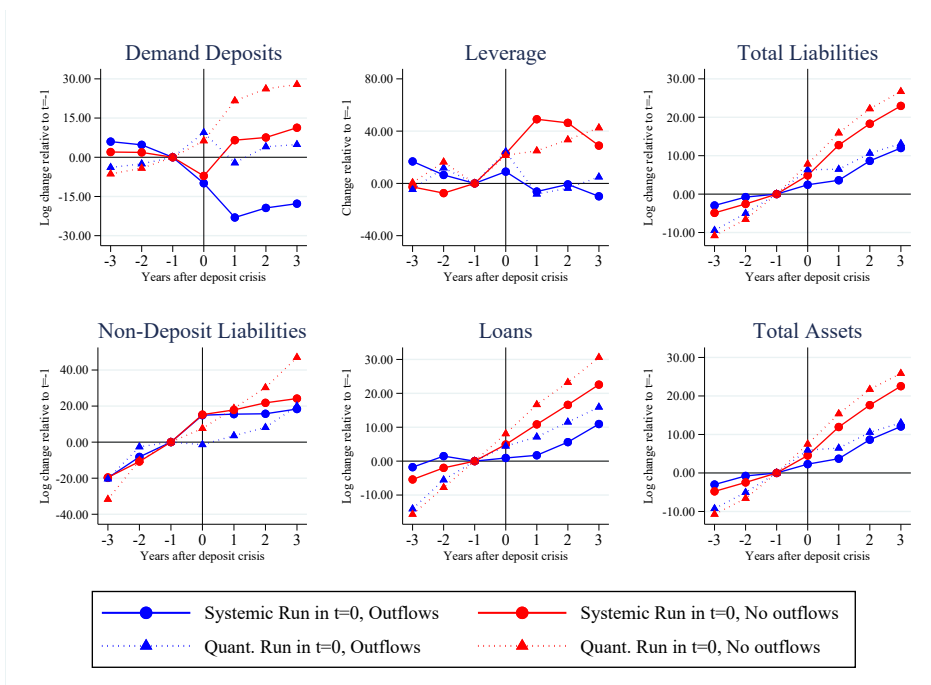 Demand Deposits
Log change relative to t=-1
30.00
15.00
0.00
-15.00
-30.00
-3 -2 -1 0 1 2 3
Years after deposit crisis
Leverage
Change relative to t=-1
80.00
40.00
0.00
-40.00
-3 -2 -1 0 1 2 3
Years after deposit crisis
Total Liabilities
Log change relative to t=-1
30.00
20.00
10.00
0.00
-10.00
-3 -2 -1 0 1 2 3
Years after deposit crisis
Non-Deposit Liabilities
Log change relative to t=-1
40.00
20.00
0.00
-20.00
-40.00
-3 -2 -1 0 1 2 3
Years after deposit crisis
Loans
Log change relative to t=-1
30.00
20.00
10.00
0.00
-10.00
-3 -2 -1 0 1 2 3
Years after deposit crisis
Total Assets
Log change relative to t=-1
30.00
20.00
10.00
0.00
-10.00
-3 -2 -1 0 1 2 3
Years after deposit crisis
Systemic Run in t=0, Outflows
Systemic Run in t=0, No outflows
Quant. Run in t=0, Outflows
Quant. Run in t=0, No outflows